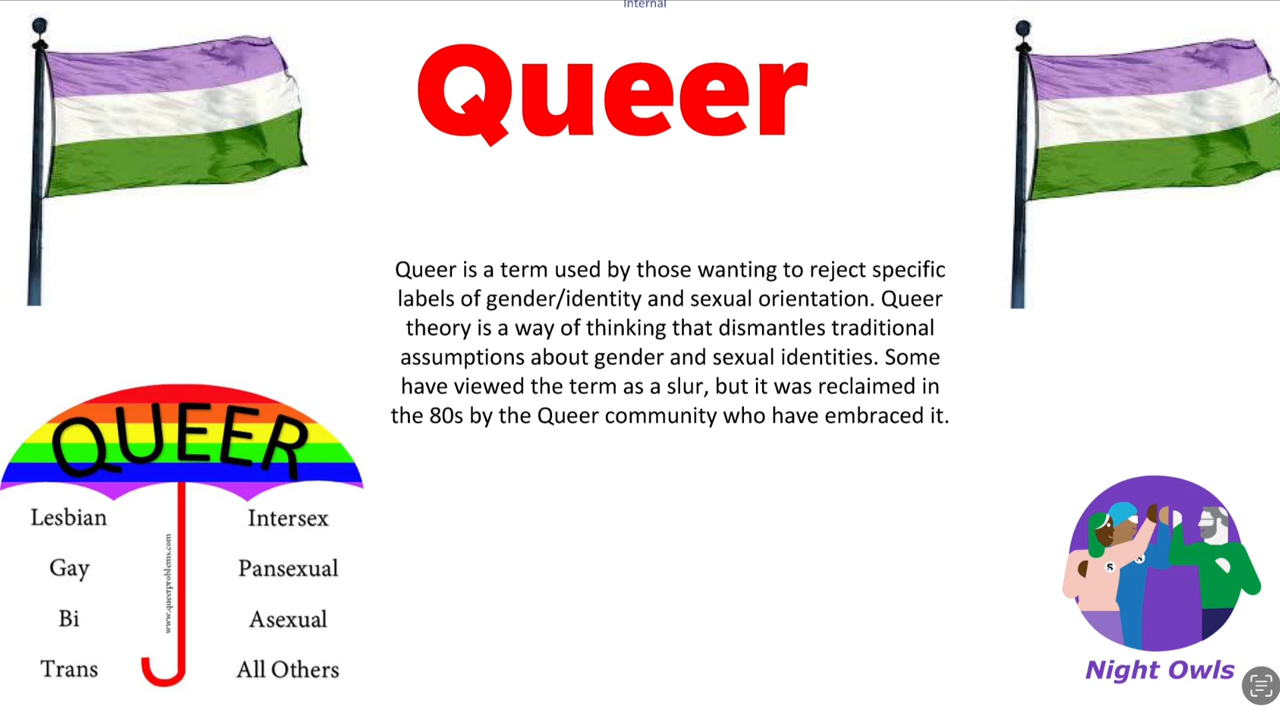 Internal
Queer
Queer is a term used by those wanting to reject specific
labels of gender/identity and sexual orientation. Queer
theory is a way of thinking that dismantles traditional
assumptions about gender and sexual identities. Some
have viewed the term as a slur, but it was reclaimed in
the 80s by the Queer community who have embraced it.
QUEER
Lesbian
Gay
Bi
Trans
www.queerproblems.com
Intersex
Pansexual
Asexual
All Others
Night Owls